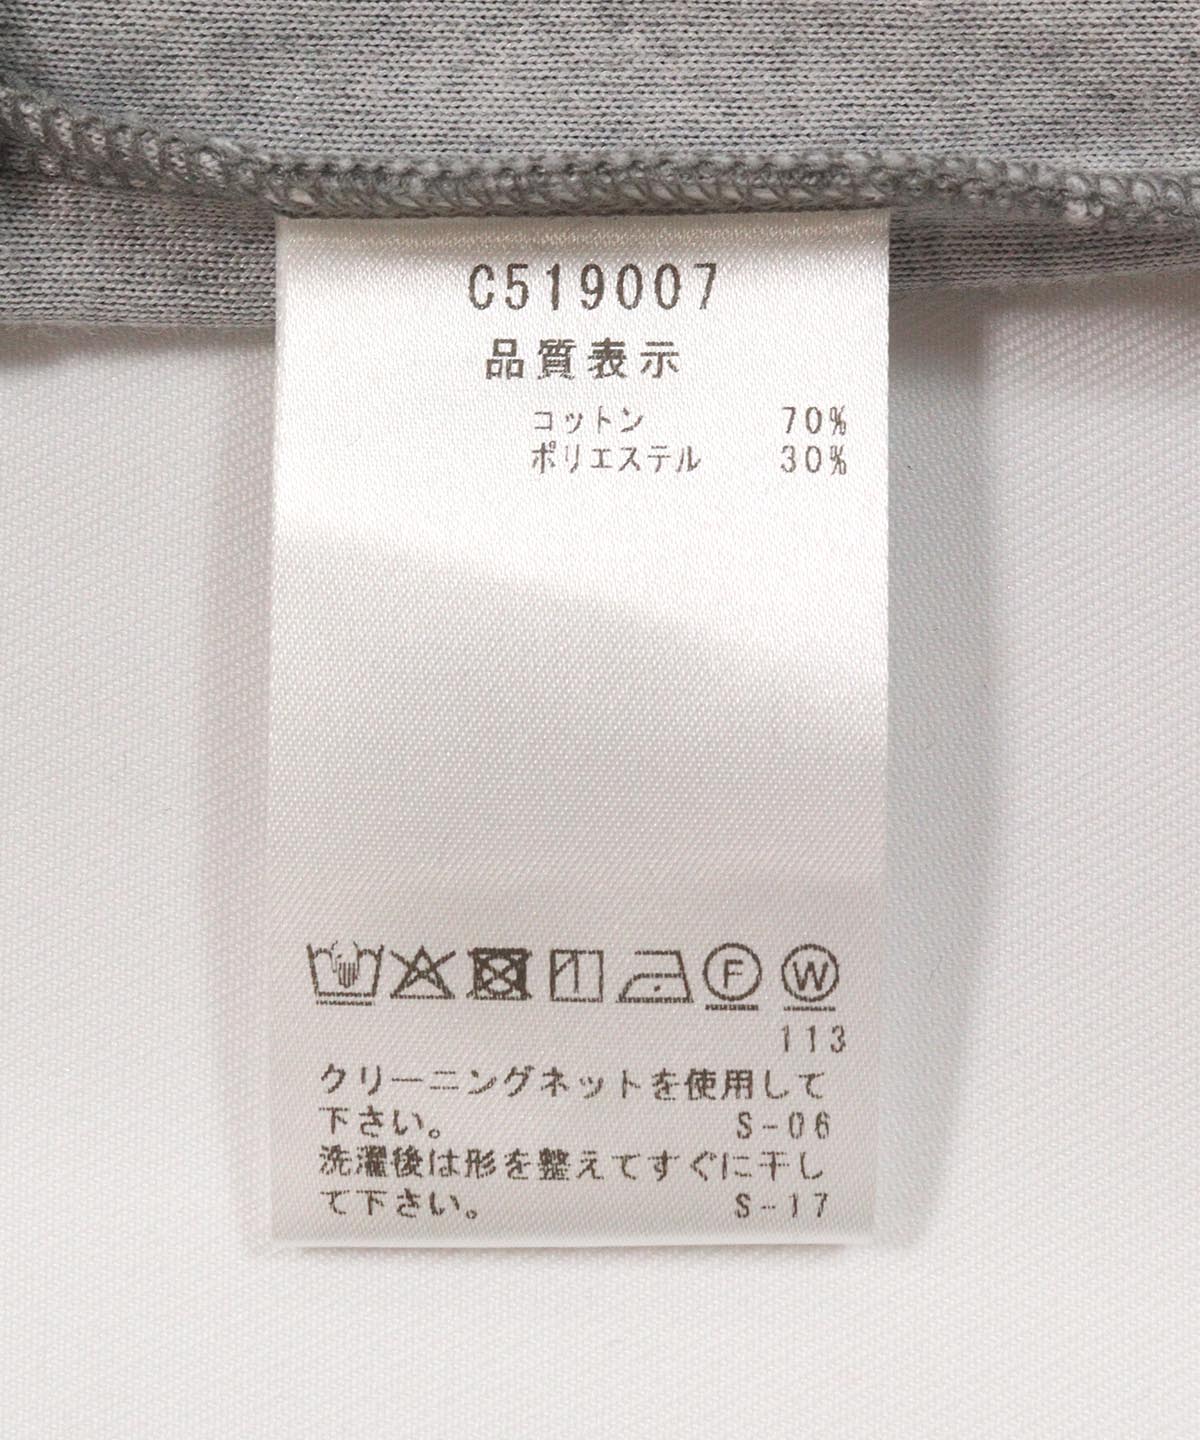 C519007
品質表示
コットン 70%
ポリエステル 30%
F W
113
クリーニングネットを使用して
下さい。 S-06
洗濯後は形を整えてすぐに干し
て下さい。 S-17